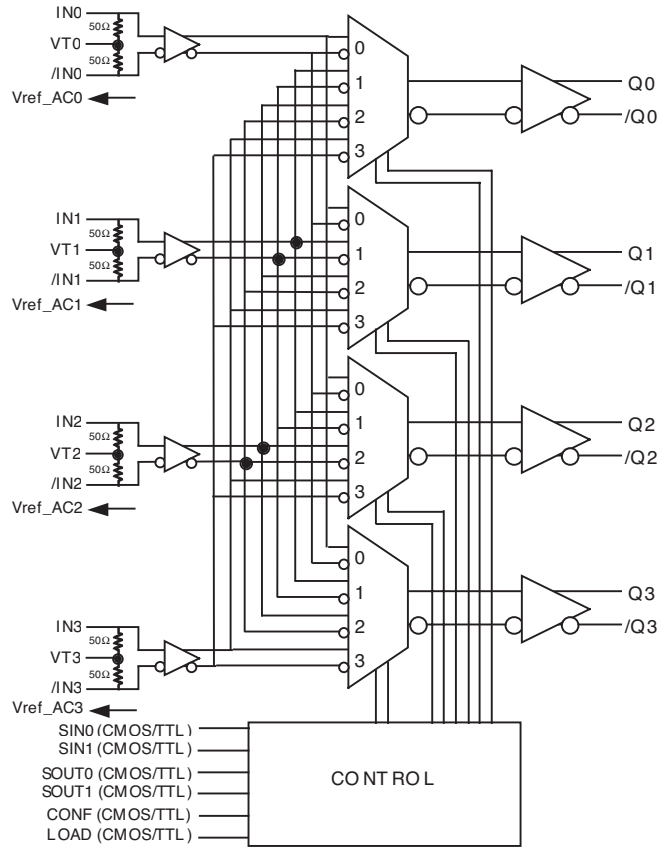 IN0
50Ω
VT0
50Ω
/IN0
Vref_AC0
0
1
2
3
Q0
/Q0
IN1
50Ω
VT1
50Ω
/IN1
Vref_AC1
0
1
2
3
Q1
/Q1
IN2
50Ω
VT2
50Ω
/IN2
Vref_AC2
0
1
2
3
Q2
/Q2
IN3
50Ω
VT3
50Ω
/IN3
Vref_AC3
0
1
2
3
Q3
/Q3
SIN0 (CMOS/TTL)
SIN1 (CMOS/TTL)
SOUT0 (CMOS/TTL)
SOUT1 (CMOS/TTL)
CONF (CMOS/TTL)
LOAD (CMOS/TTL)
CONTROL